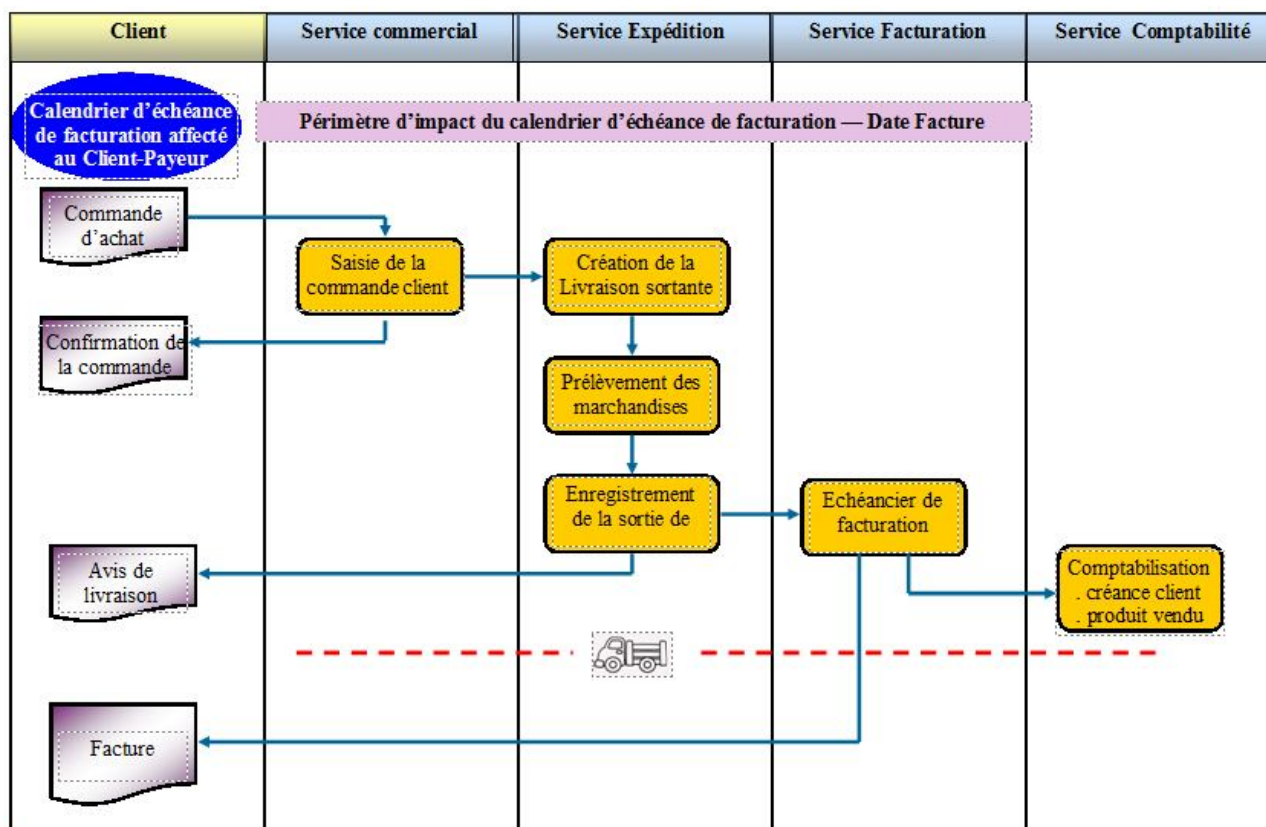 Client
Service commercial
Service Expédition
Service Facturation
Service Comptabilité
Calendrier d’échéance
de facturation affecté
au Client-Payeur
Périmètre d’impact du calendrier d’échéance de facturation — Date Facture
Commande
d’achat
Saisie de la
commande client
Création de la
Livraison sortante
Confirmation de
la commande
Prélèvement des
marchandises
Enregistrement
de la sortie de
Echéancier de
facturation
Avis de
livraison
Comptabilisation
. créance client
. produit vendu
Facture